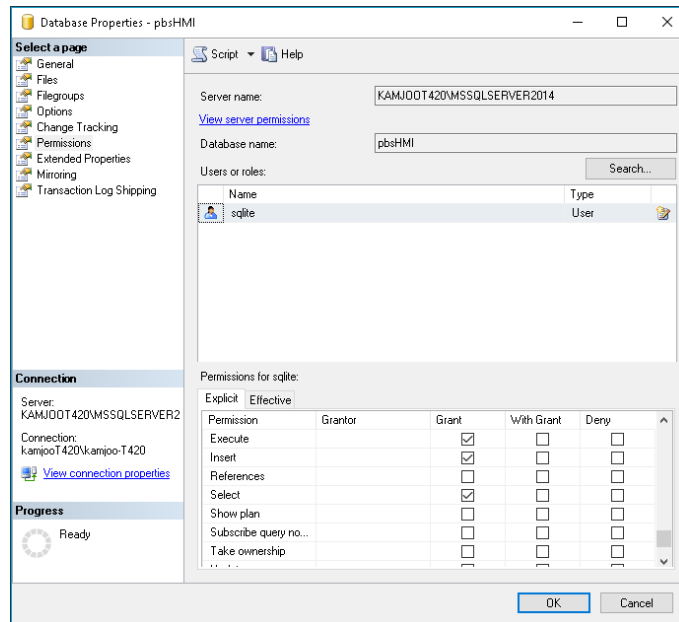 Database Properties - pbsHMI
Select a page
General
Files
Filegroups
Options
Change Tracking
Permissions
Extended Properties
Mirroring
Transaction Log Shipping
Script Help
Server name: KAMJOOT420\MSSQLSERVER2014
View server permissions
Database name: pbsHMI
Users or roles: Search...
Name Type
sqlite User
Connection
Server:
KAMJOOT420\MSSQLSERVER2
Connection:
kamjooT420\kamjoo-T420
View connection properties
Progress
Ready
Permissions for sqlite:
Explicit Effective
Permission Grantor Grant With Grant Deny
Execute
Insert
References
Select
Show plan
Subscribe query no...
Take ownership
OK Cancel